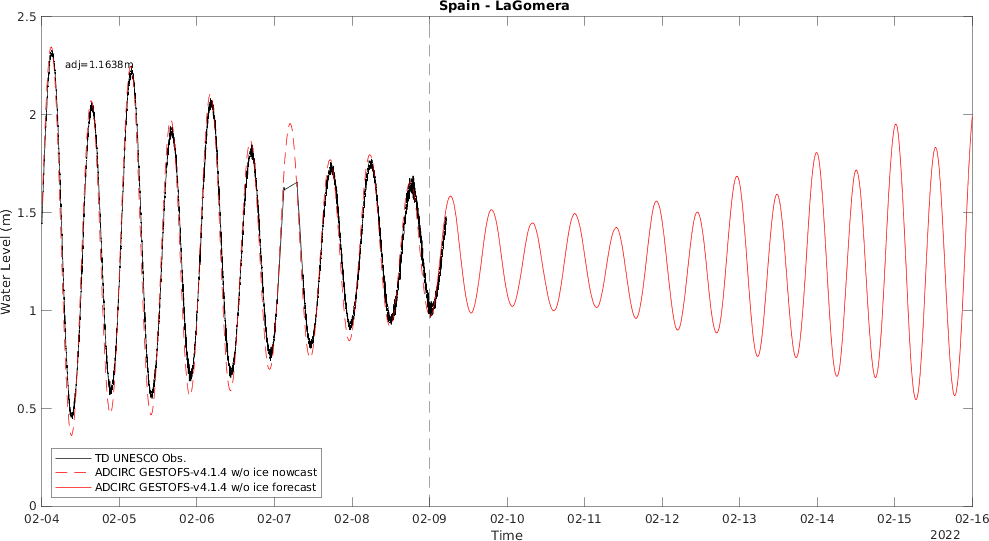 Spain - LaGomera
2.5
adj=1.1638m
2
1.5
Water Level (m)
1
0.5
TD UNESCO Obs.
ADCIRC GESTOFS-v4.1.4 w/o ice nowcast
ADCIRC GESTOFS-v4.1.4 w/o ice forecast
0
02-04 02-05 02-06 02-07 02-08 02-09 02-10 02-11 02-12 02-13 02-14 02-15 02-16
Time
2022